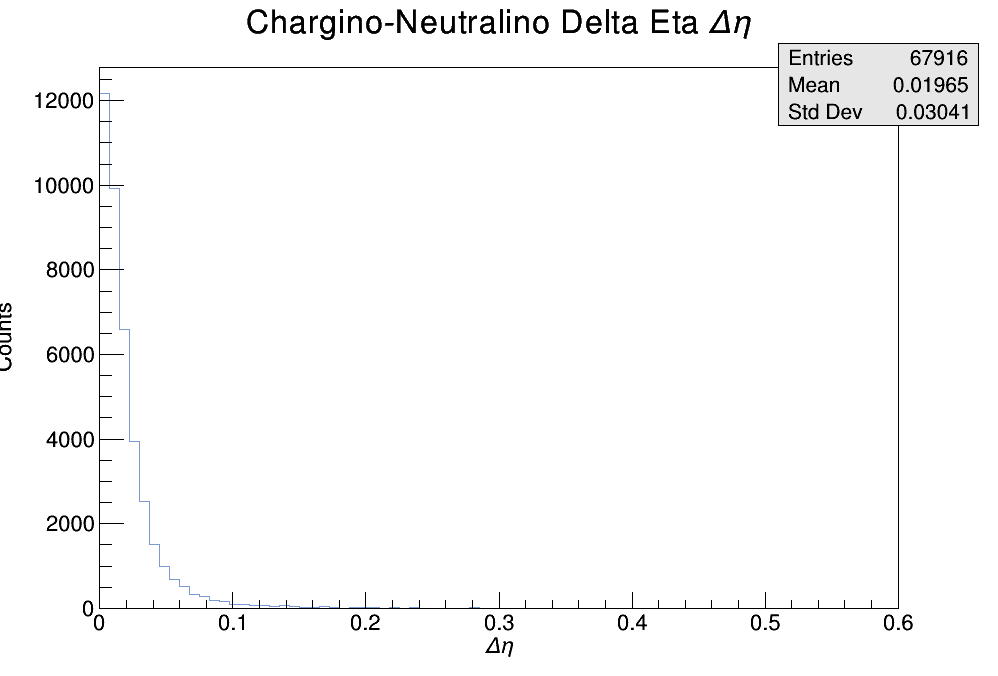 Chargino-Neutralino Delta Eta Δη
Entries 67916
Mean 0.01965
Std Dev 0.03041
12000
10000
8000
6000
4000
2000
0
Counts
0 0.1 0.2 0.3 0.4 0.5 0.6
Δη